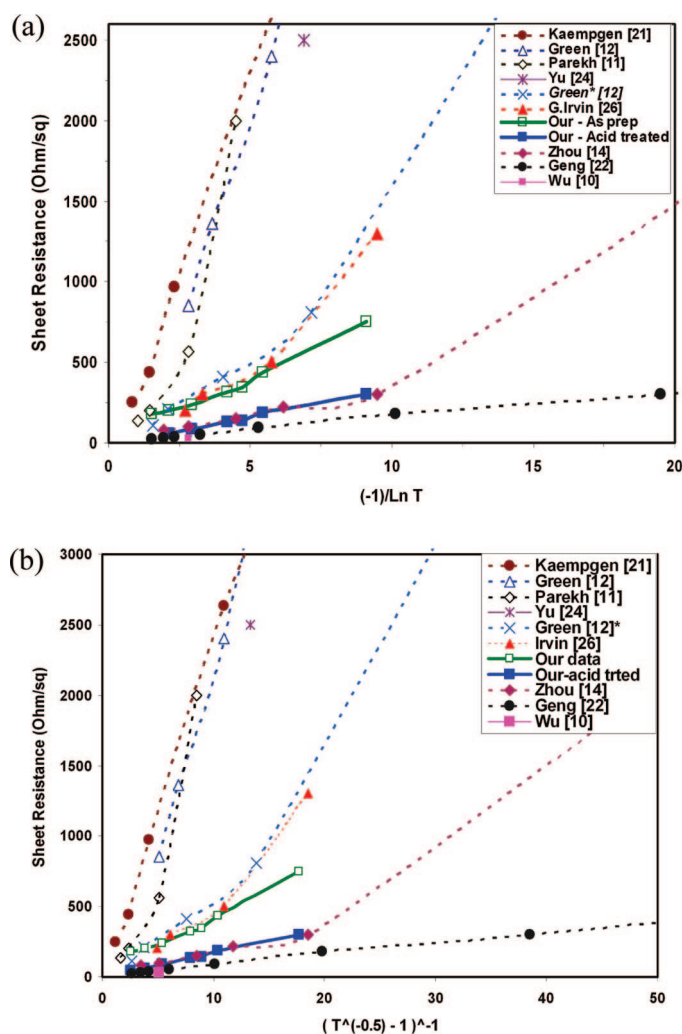 (a)
2500
2000
1500
1000
500
0
0
5
10
15
20
Sheet Resistance (Ohm/sq)
(-1)/Ln T
Kaempgen [21]
Green [12]
Parekh [11]
Yu [24]
Green* [12]
G.Irvin [26]
Our - As prep
Our - Acid treated
Zhou [14]
Geng [22]
Wu [10]
(b)
3000
2500
2000
1500
1000
500
0
0
10
20
30
40
50
Sheet Resistance (Ohm/sq)
( T^(-0.5) - 1 )^-1
Kaempgen [21]
Green [12]
Parekh [11]
Yu [24]
Green [12]*
Irvin [26]
Our data
Our-acid trted
Zhou [14]
Geng [22]
Wu [10]